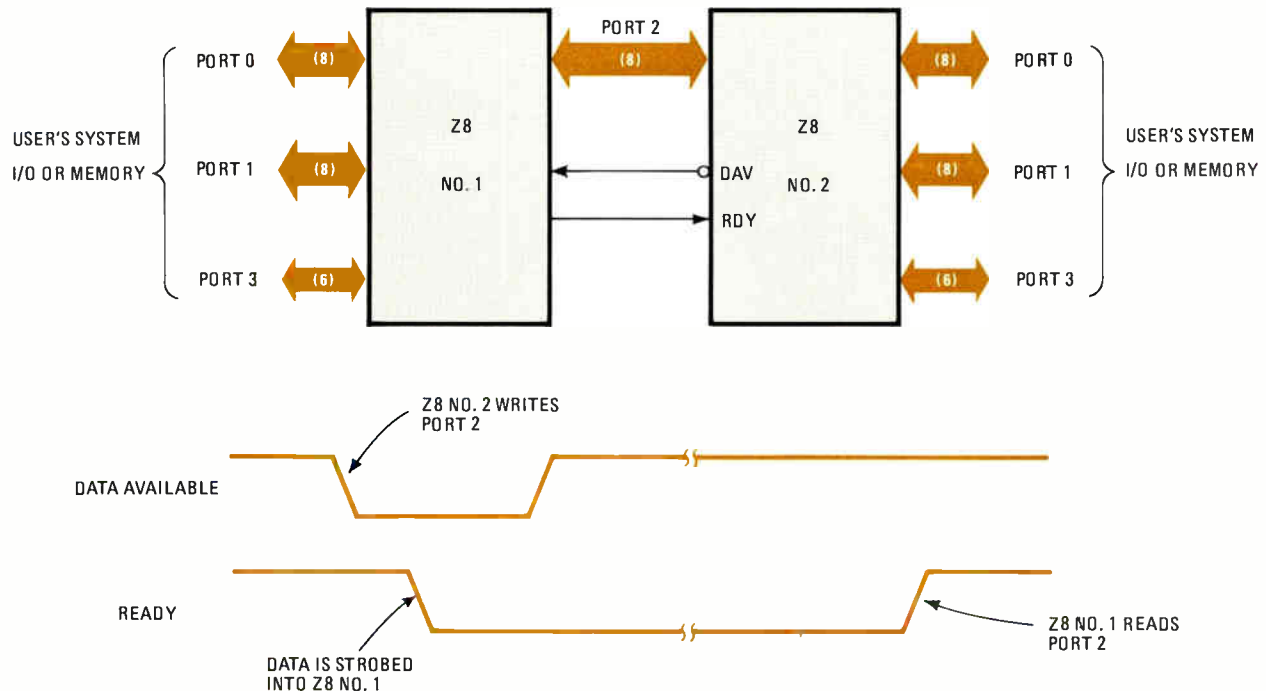 PORT 2
PORT 0
(8)
(8)
(8)
PORT 0
USER'S SYSTEM
I/O OR MEMORY
Z8
NO. 1
Z8
NO. 2
USER'S SYSTEM
I/O OR MEMORY
PORT 1
(8)
DAV
(8)
PORT 1
RDY
PORT 3
(6)
(6)
PORT 3
Z8 NO. 2 WRITES
PORT 2
DATA AVAILABLE
READY
DATA IS STROBED
INTO Z8 NO. 1
Z8 NO. 1 READS
PORT 2